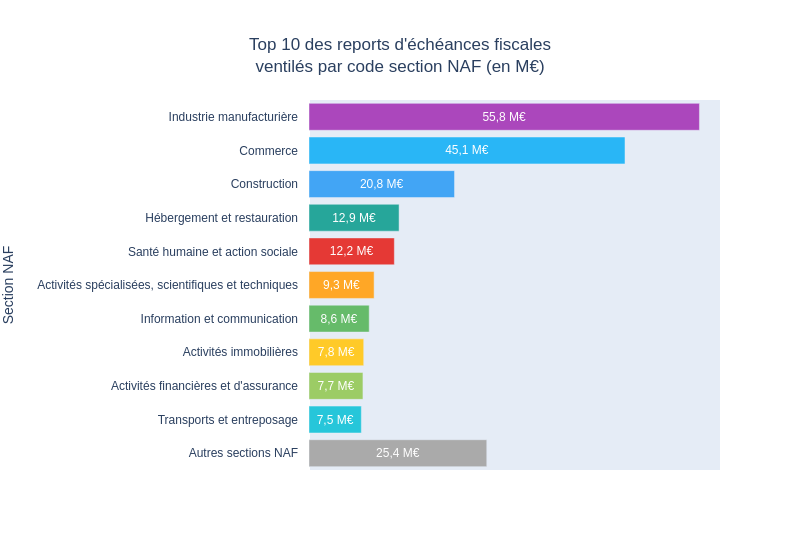 Top 10 des reports d'échéances fiscales
ventilés par code section NAF (en M€)
Section NAF
Industrie manufacturière 55,8 M€
Commerce 45,1 M€
Construction 20,8 M€
Hébergement et restauration 12,9 M€
Santé humaine et action sociale 12,2 M€
Activités spécialisées, scientifiques et techniques 9,3 M€
Information et communication 8,6 M€
Activités immobilières 7,8 M€
Activités financières et d'assurance 7,7 M€
Transports et entreposage 7,5 M€
Autres sections NAF 25,4 M€